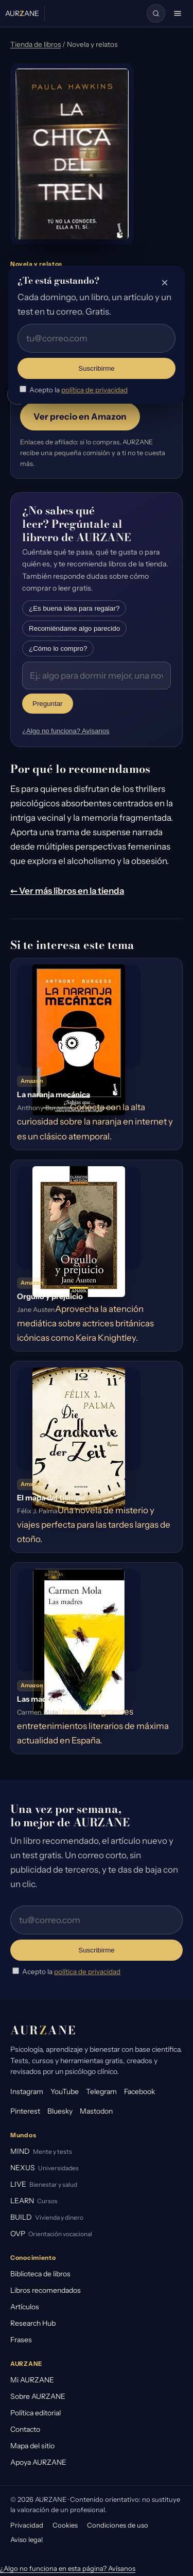 AURZANE
Tienda de libros / Novela y relatos
PAULA HAWKINS
LA
CHICA
DEL
TREN
TÚ NO LA CONOCES.
ELLA A TI, SÍ.
Novela y relatos
¿Te está gustando?
Cada domingo, un libro, un artículo y un
test en tu correo. Gratis.
tu@correo.com
Suscribirme
Acepto la política de privacidad
Ver precio en Amazon
Enlaces de afiliado: si lo compras, AURZANE
recibe una pequeña comisión y a ti no te cuesta
más.
¿No sabes qué
leer? Pregúntale al
librero de AURZANE
Cuéntale qué te pasa, qué te gusta o para
quién es, y te recomienda libros de la tienda.
También responde dudas sobre cómo
comprar o leer gratis.
¿Es buena idea para regalar?
Recomiéndame algo parecido
¿Cómo lo compro?
Ej.: algo para dormir mejor, una nov
Preguntar
¿Algo no funciona? Avísanos
Por qué lo recomendamos
Es para quienes disfrutan de los thrillers
psicológicos absorbentes centrados en la
intriga vecinal y la memoria fragmentada.
Aporta una trama de suspense narrada
desde múltiples perspectivas femeninas
que explora el alcoholismo y la obsesión.
← Ver más libros en la tienda
Si te interesa este tema
ANTHONY BURGESS
LA NARANJA
MECÁNICA
Amazon
La naranja mecánica
Anthony Burgess Conecta con la alta
curiosidad sobre la naranja en internet y
es un clásico atemporal.
Orgullo
y prejuicio
Jane Austen
ANAYA
Amazon
Orgullo y prejuicio
Jane Austen Aprovecha la atención
mediática sobre actrices británicas
icónicas como Keira Knightley.
FÉLIX J. PALMA
Die
Landkarte
der
Zeit
El mapa
Félix J. Palma Una novela de misterio y
viajes perfecta para las tardes largas de
otoño.
Carmen Mola
Las madres
Amazon
Las madres
Carmen
entretenimientos literarios de máxima
actualidad en España.
Una vez por semana,
lo mejor de AURZANE
Un libro recomendado, el artículo nuevo y
un test gratis. Un correo corto, sin
publicidad de terceros, y te das de baja con
un clic.
tu@correo.com
Suscribirme
Acepto la política de privacidad
AURZANE
Psicología, aprendizaje y bienestar con base científica.
Tests, cursos y herramientas gratis, creados y
revisados por un psicólogo clínico.
Instagram YouTube Telegram Facebook
Pinterest Bluesky Mastodon
Mundos
MIND Mente y tests
NEXUS Universidades
LIVE Bienestar y salud
LEARN Cursos
BUILD Vivienda y dinero
OVP Orientación vocacional
Conocimiento
Biblioteca de libros
Libros recomendados
Artículos
Research Hub
Frases
AURZANE
Mi AURZANE
Sobre AURZANE
Política editorial
Contacto
Mapa del sitio
Apoya AURZANE
© 2026 AURZANE · Contenido orientativo: no sustituye
la valoración de un profesional.
Privacidad Cookies Condiciones de uso
Aviso legal
¿Algo no funciona en esta página? Avísanos